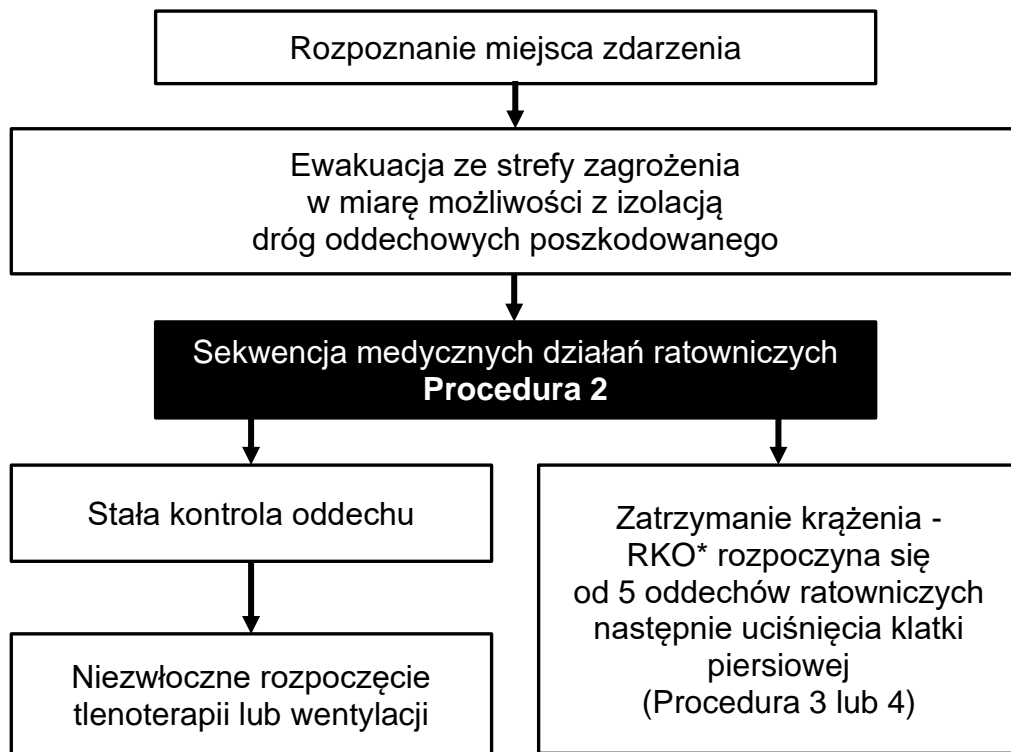 Rozpoznanie miejsca zdarzenia
Ewakuacja ze strefy zagrożenia
w miarę możliwości z izolacją
dróg oddechowych poszkodowanego
Sekwencja medycznych działań ratowniczych
Procedura 2
Stała kontrola oddechu
Niezwłoczne rozpoczęcie
tlenoterapii lub wentylacji
Zatrzymanie krążenia -
RKO* rozpoczyna się
od 5 oddechów ratowniczych
następnie uciśnięcia klatki
piersiowej
(Procedura 3 lub 4)